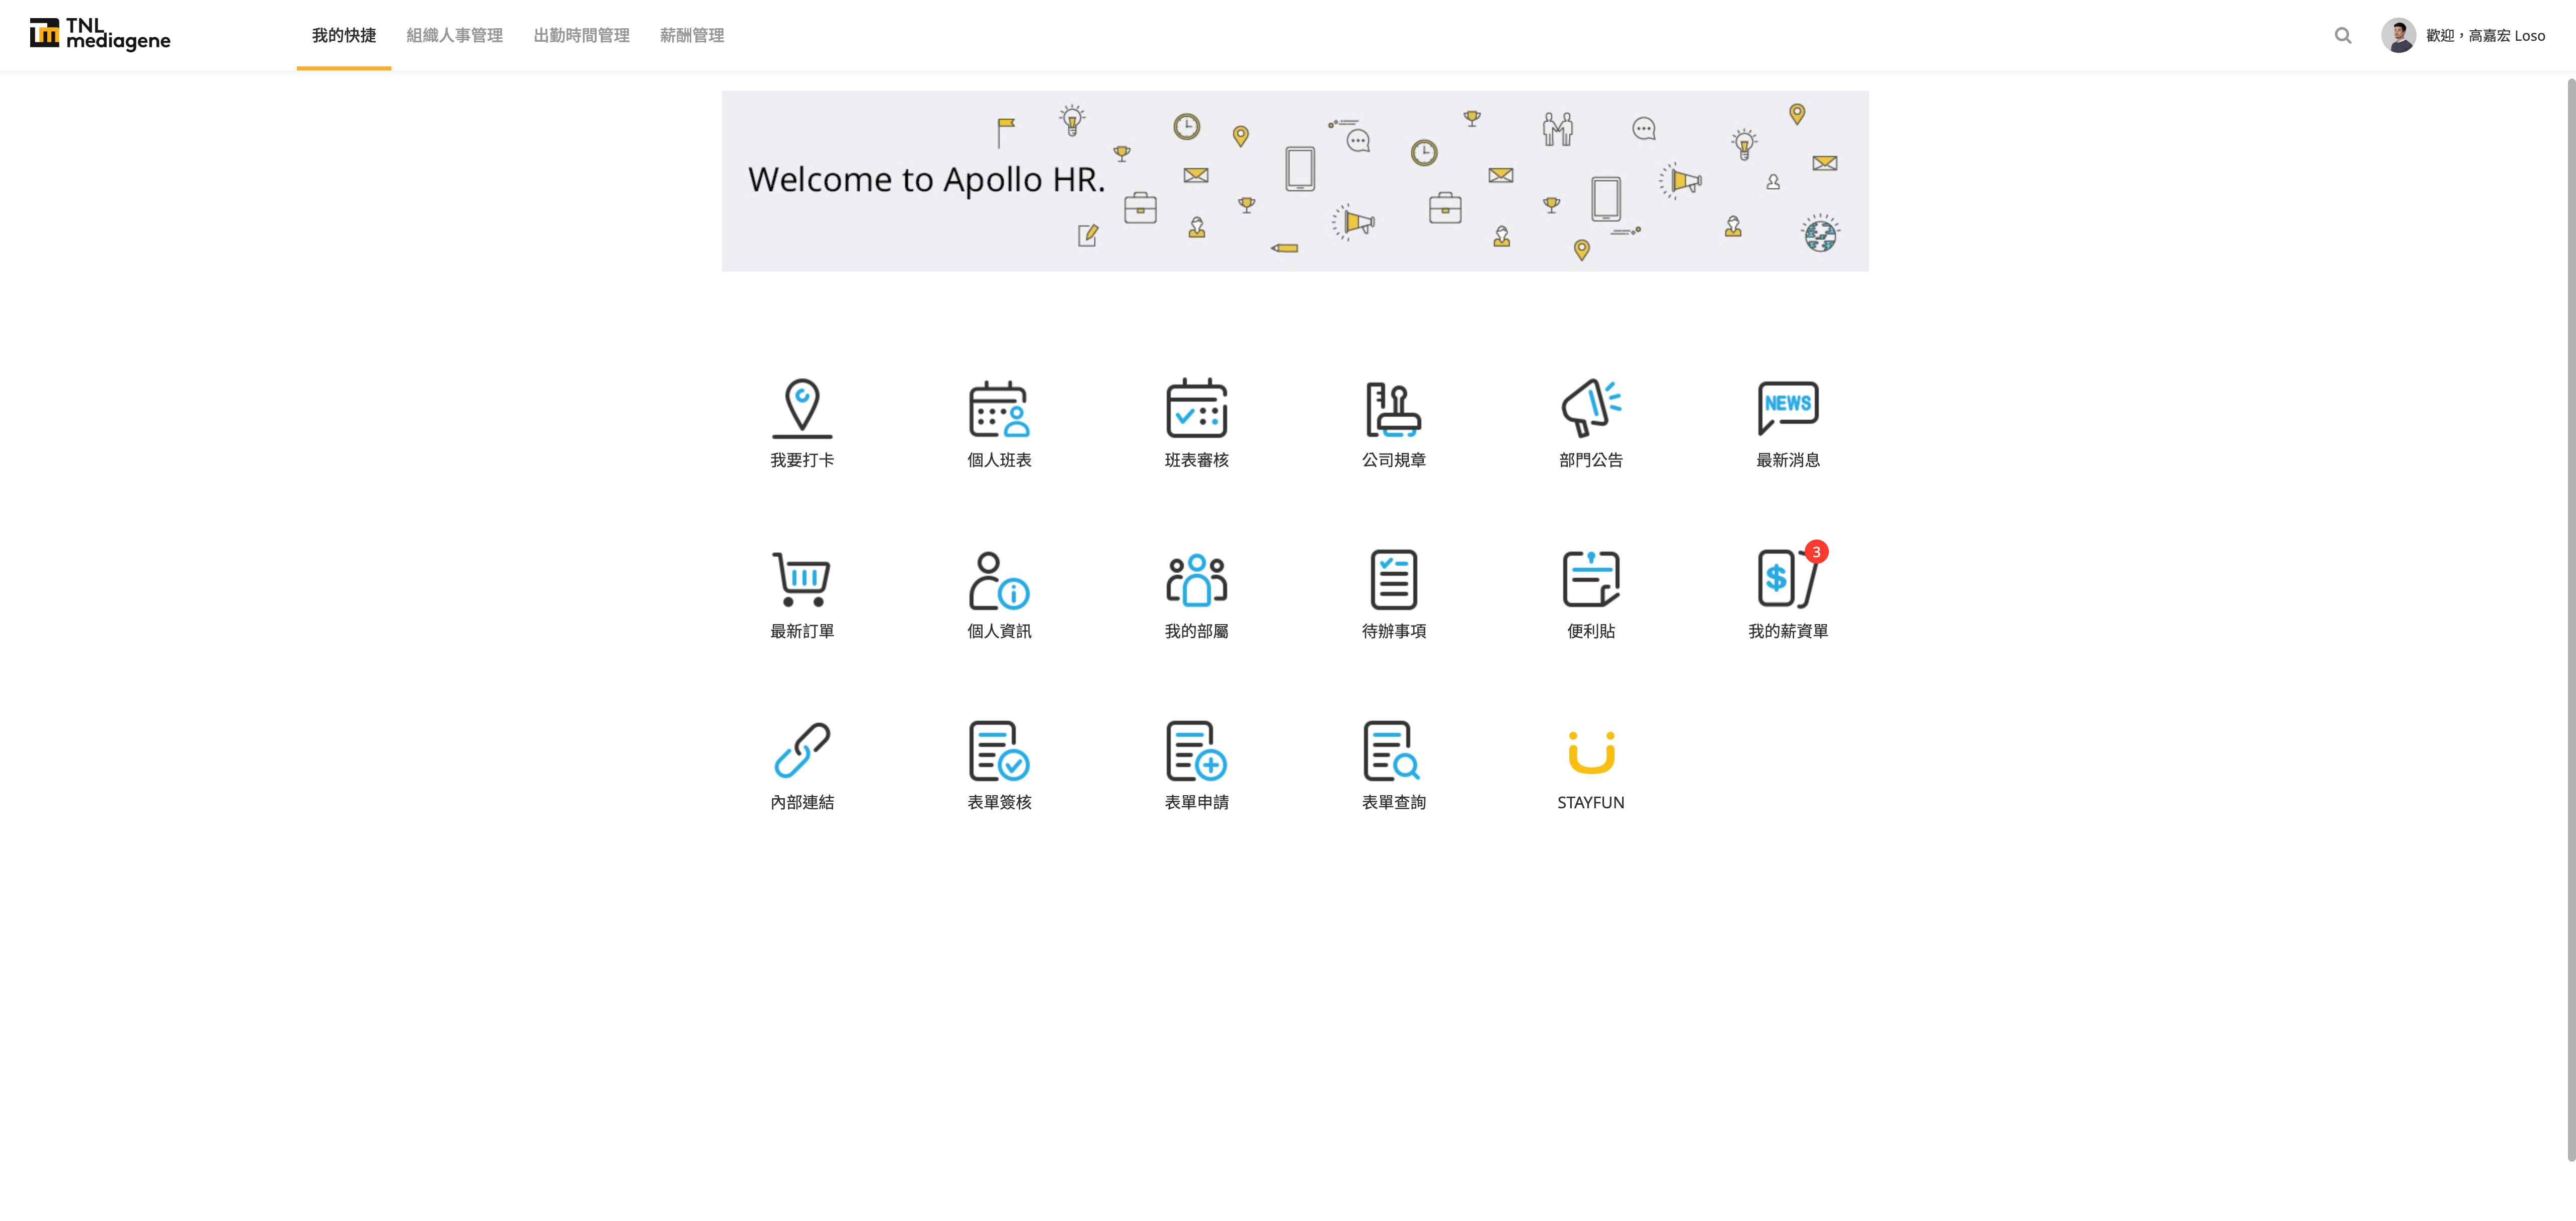 TNL
mediagene
我的快捷 組織人事管理 出勤時間管理 薪酬管理
歡迎，高嘉宏 Loso
Welcome to Apollo HR.
我要打卡 個人班表 班表審核 公司規章 部門公告 NEWS 最新消息
最新訂單 個人資訊 我的部屬 待辦事項 便利貼 3 我的薪資單
內部連結 表單簽核 表單申請 表單查詢 STAYFUN